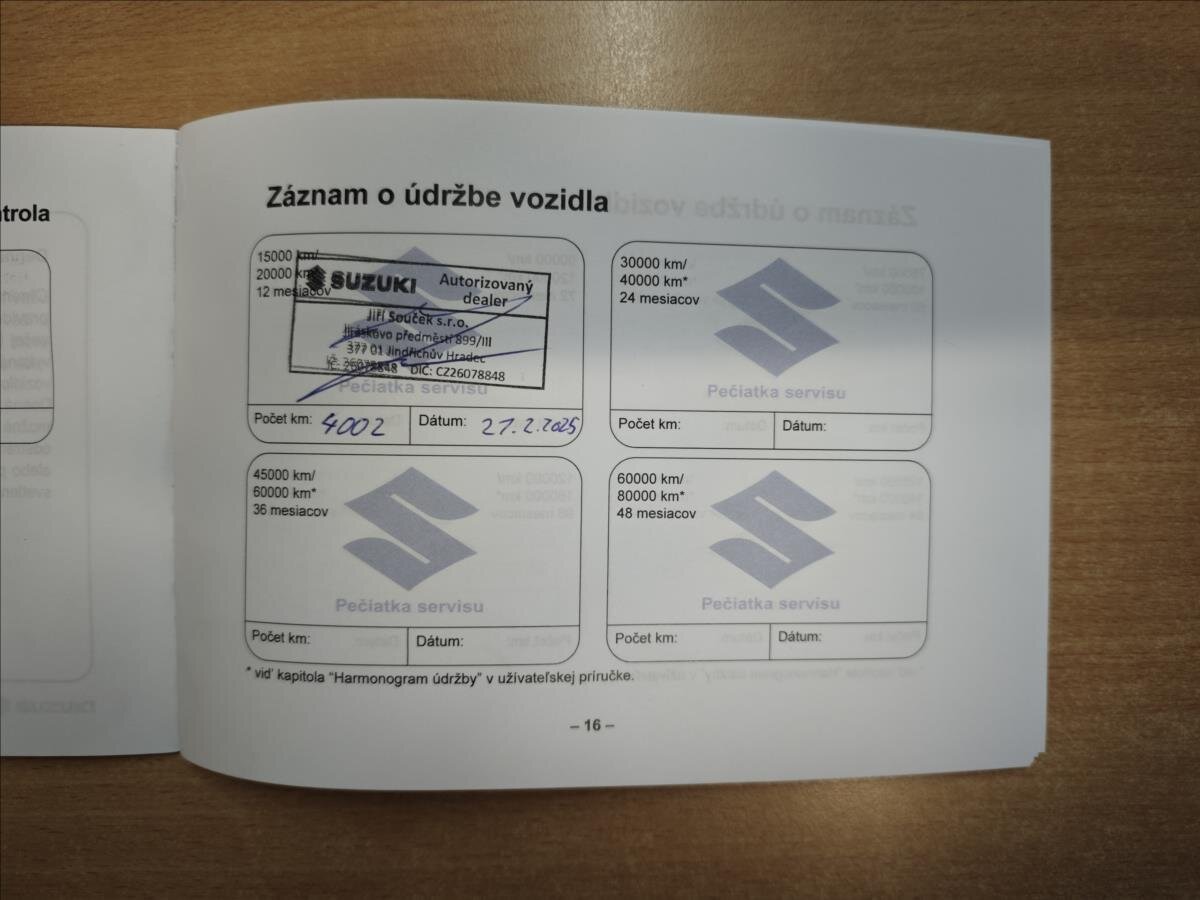 trola
Záznam o údržbe vozidla
15000 km/
20000 km*
12 mesiacov
SUZUKI
Autorizovaný
dealer
Jiří Souček s.r.o.
Jiráskovo předměstí 899/III
377 01 Jindřichův Hradec
IČ: 26078848 DIČ: CZ26078848
Pečiatka servisu
Počet km: 4002
Dátum: 21.2.2025
30000 km/
40000 km*
24 mesiacov
Pečiatka servisu
Počet km:
Dátum:
45000 km/
60000 km*
36 mesiacov
Pečiatka servisu
Počet km:
Dátum:
60000 km/
80000 km*
48 mesiacov
Pečiatka servisu
Počet km:
Dátum:
* viď kapitola “Harmonogram údržby” v užívateľskej príručke.
– 16 –